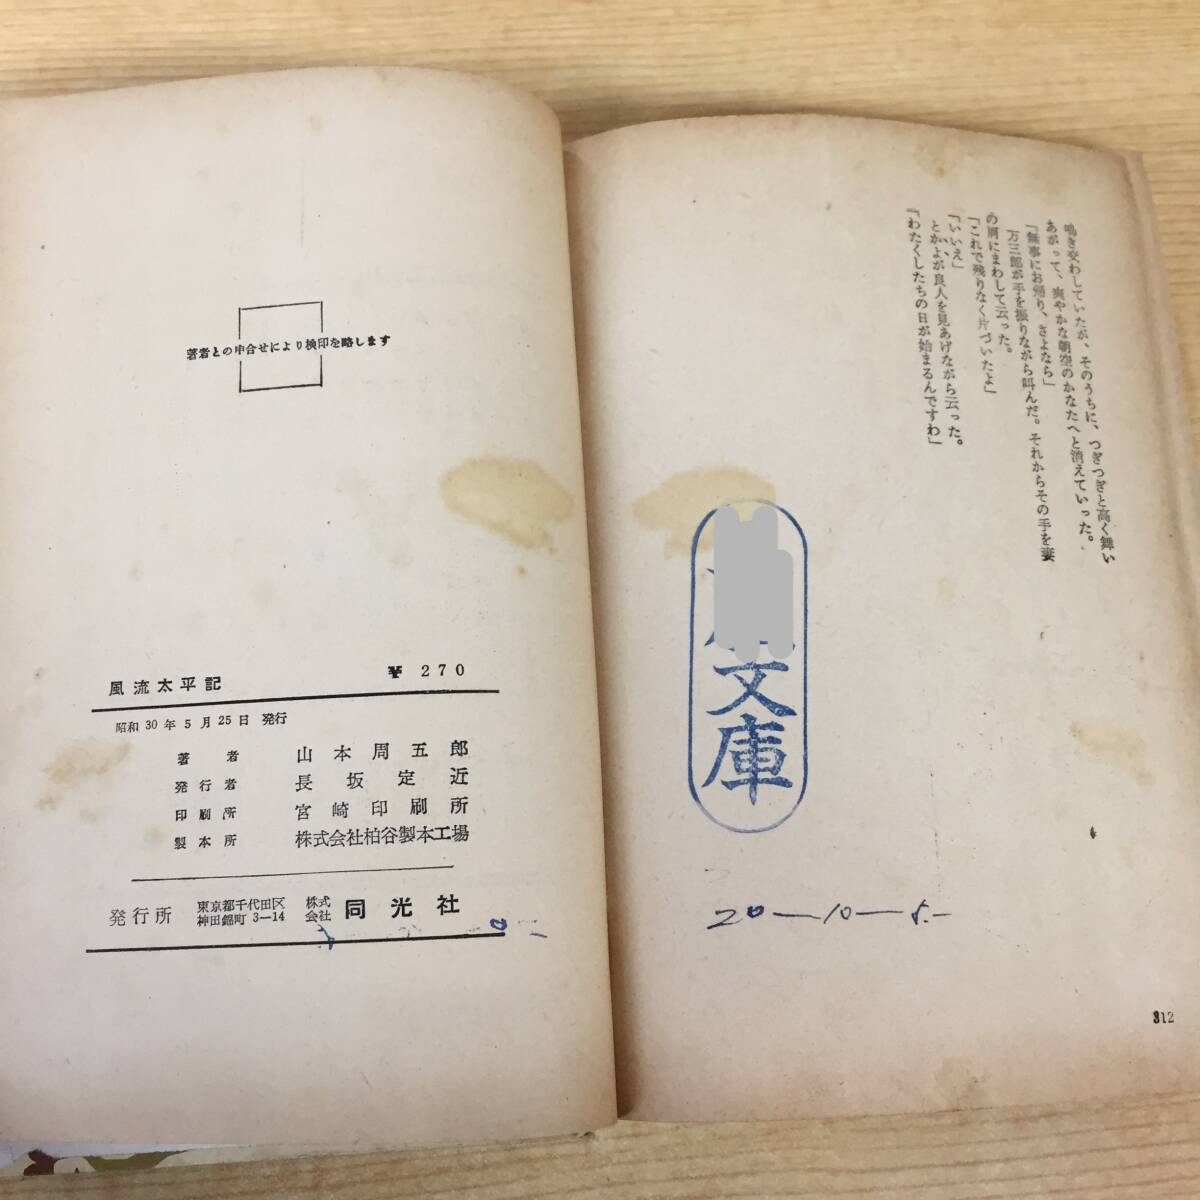 鳴き交わしていたが、そのうちに、つぎつぎと高く舞い
あがって、爽やかな朝空のかなたへと消えていった。
「無事にお帰り、さよなら」
万三郎が手を振りながら叫んだ。それからその手を妻
の肩にまわして云った。
「これで残りなく片づいたよ」
「いいえ」
とかよが良人を見あげながら云った。
「わたくしたちの日が始まるんですわ」
文庫
20—10—5.-
312
著者との申合せにより検印を略します
風流太平記 ¥270
昭和30年5月25日 発行
著者 山本周五郎
発行者 長坂定近
印刷所 宮崎印刷所
製本所 株式会社柏谷製本工場
発行所 東京都千代田区神田錦町3—14 株式会社 同光社